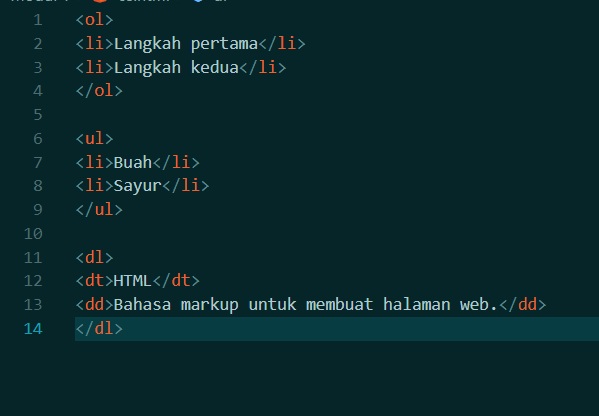 1 <ol>
2 <li>Langkah pertama</li>
3 <li>Langkah kedua</li>
4 </ol>
5
6 <ul>
7 <li>Buah</li>
8 <li>Sayur</li>
9 </ul>
10
11 <dl>
12 <dt>HTML</dt>
13 <dd>Bahasa markup untuk membuat halaman web.</dd>
14 </dl>